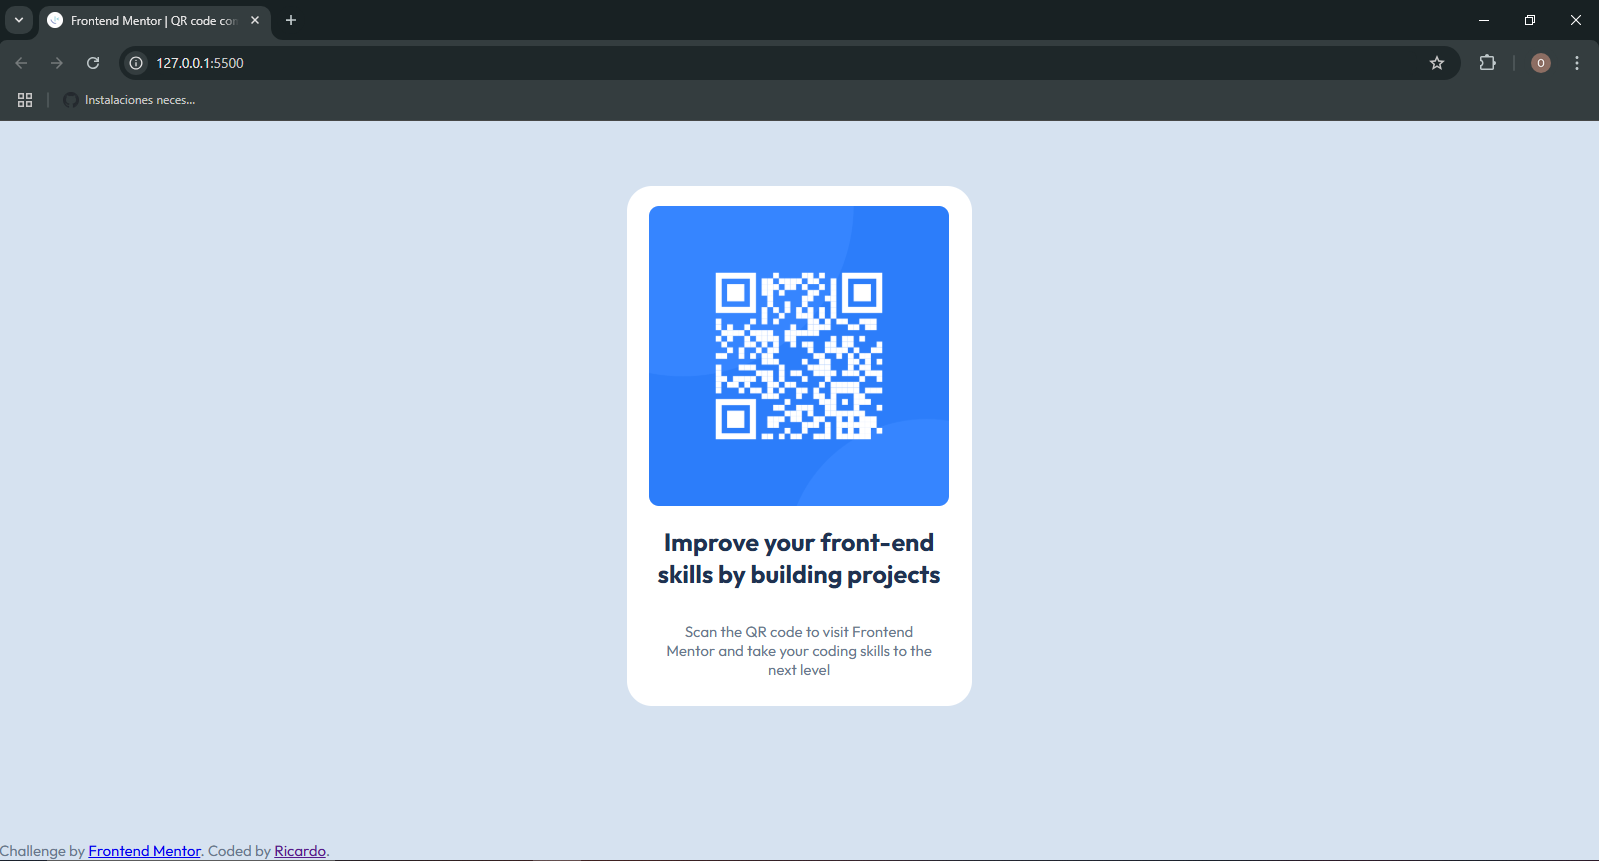 Frontend Mentor | QR code con
127.0.0.1:5500
O
Instalaciones neces...
Improve your front-end
skills by building projects
Scan the QR code to visit Frontend
Mentor and take your coding skills to the
next level
Challenge by Frontend Mentor. Coded by Ricardo.